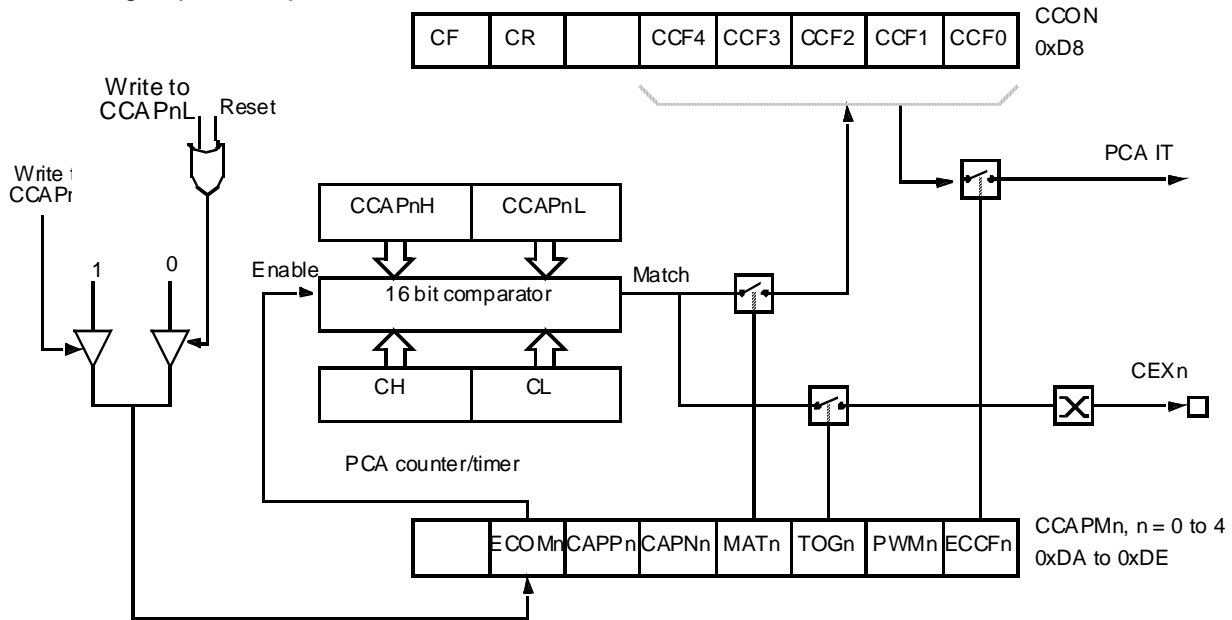 CF CR CCF4 CCF3 CCF2 CCF1 CCF0
CCON
0xD8
Write to
CCAPnL
Reset
Write
PCA IT
CCAPnH CCAPnL
1 0
Enable
16 bit comparator
Match
CH CL
CEXn
PCA counter/timer
ECOMn CAPPn CAPNn MATn TOGn PWMn ECCFn
CCAPMn, n = 0 to 4
0xDA to 0xDE